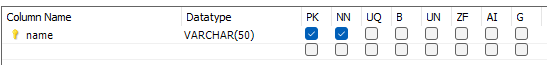 Column Name Datatype PK NN UQ B UN ZF AI G
name VARCHAR(50)